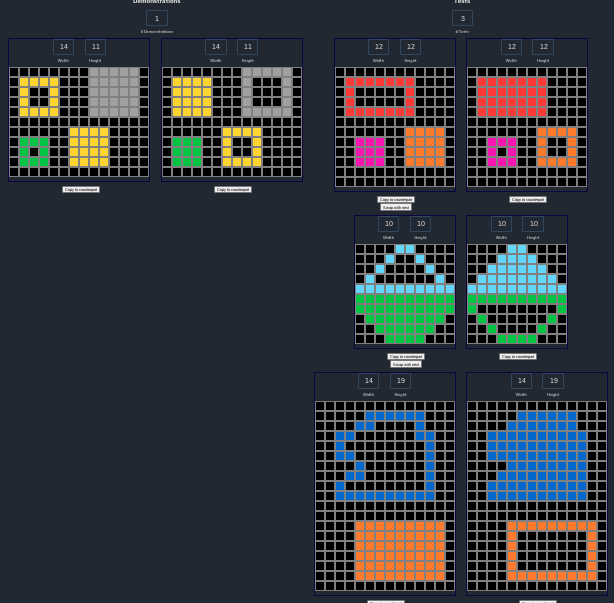 Demonstrations
1
# Demonstrations
14 11
Width Height
14 11
Width Height
Copy to counterpart
Copy to counterpart
Tests
3
# Tests
12 12
Width Height
12 12
Width Height
Copy to counterpart
Swap with next
Copy to counterpart
10 10
Width Height
10 10
Width Height
Copy to counterpart
Swap with next
Copy to counterpart
14 19
Width Height
14 19
Width Height